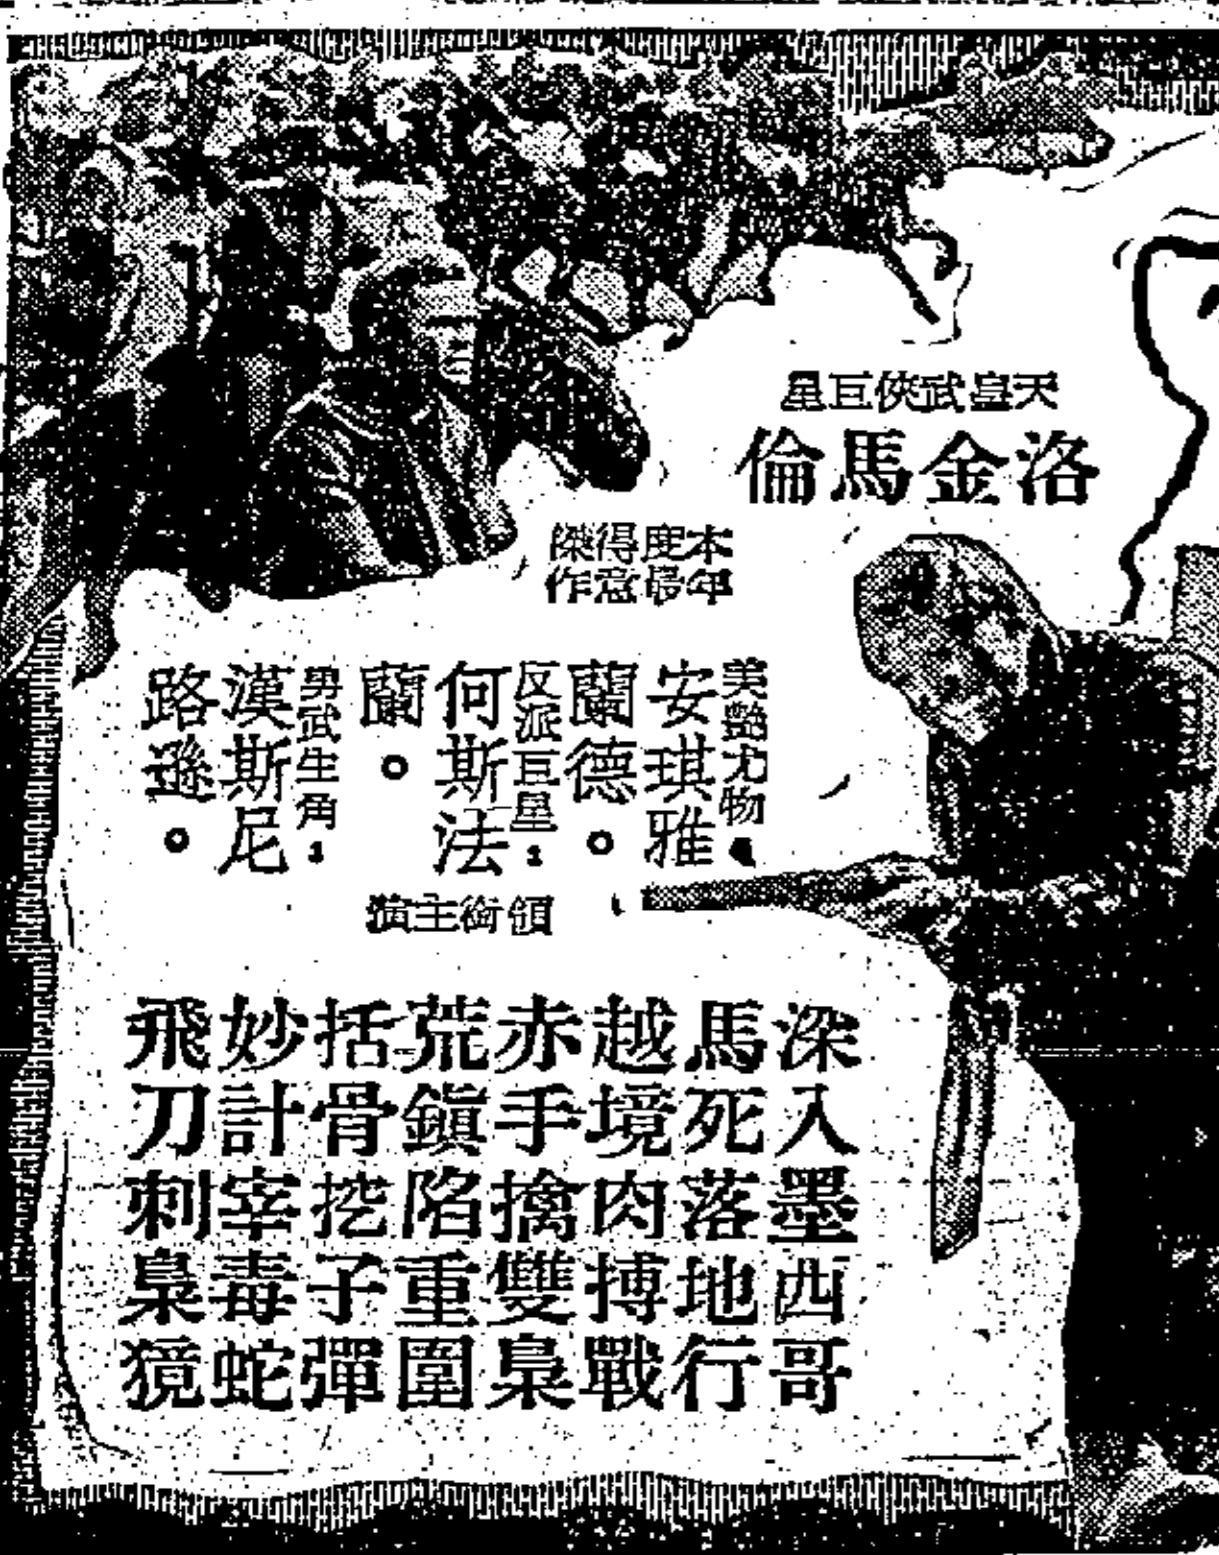 天皇武俠巨星
洛金馬倫
本年度最得意傑作
美艷尤物：
安琪雅
蘭德。
反派巨星：
何斯法
蘭。
男武生角：
漢斯尼
路遜。
領銜主演
深入墨西哥
馬死落地行
越境肉搏戰
赤手擒雙梟
荒鎮陷重圍
括骨挖子彈
妙計宰毒蛇
飛刀刺梟獍